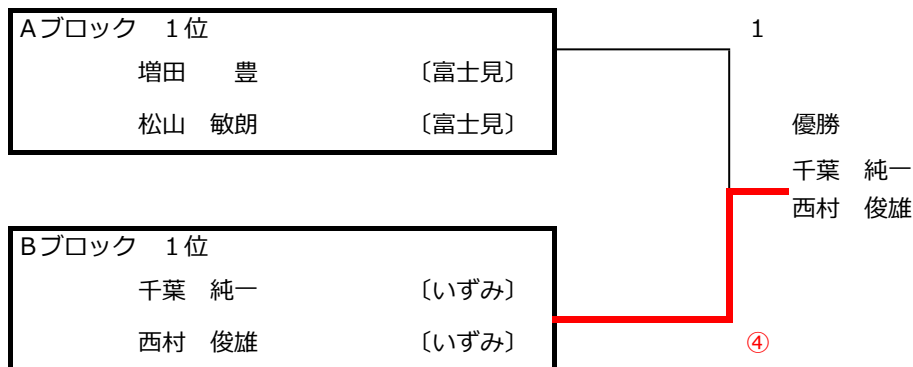 Aブロック　1位
1
増田　　豊　〔富士見〕
松山　敏朗　〔富士見〕
優勝
千葉　純一
西村　俊雄
Bブロック　1位
千葉　純一　〔いずみ〕
西村　俊雄　〔いずみ〕
④